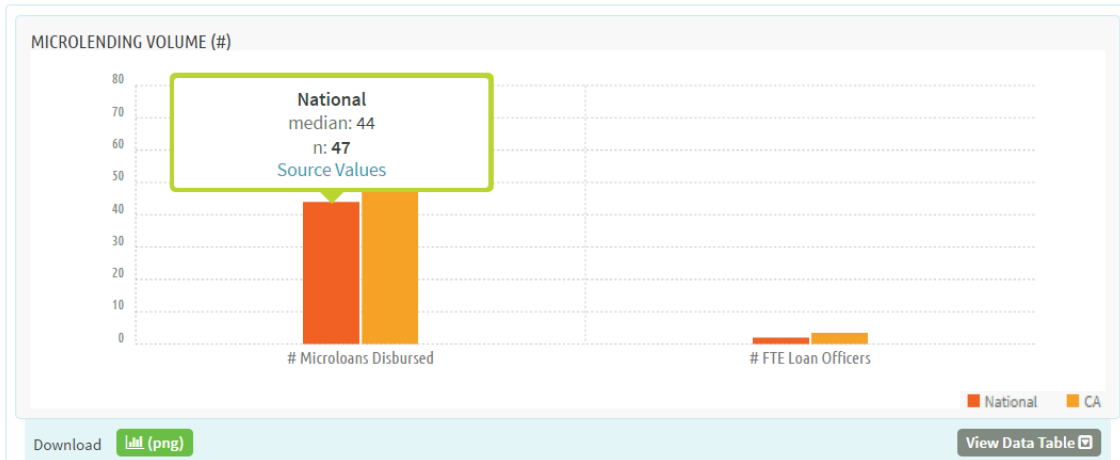 MICROLENDING VOLUME (#)
80
70
60
50
40
30
20
10
0
National
median: 44
n: 47
Source Values
# Microloans Disbursed
# FTE Loan Officers
National
CA
Download
(png)
View Data Table